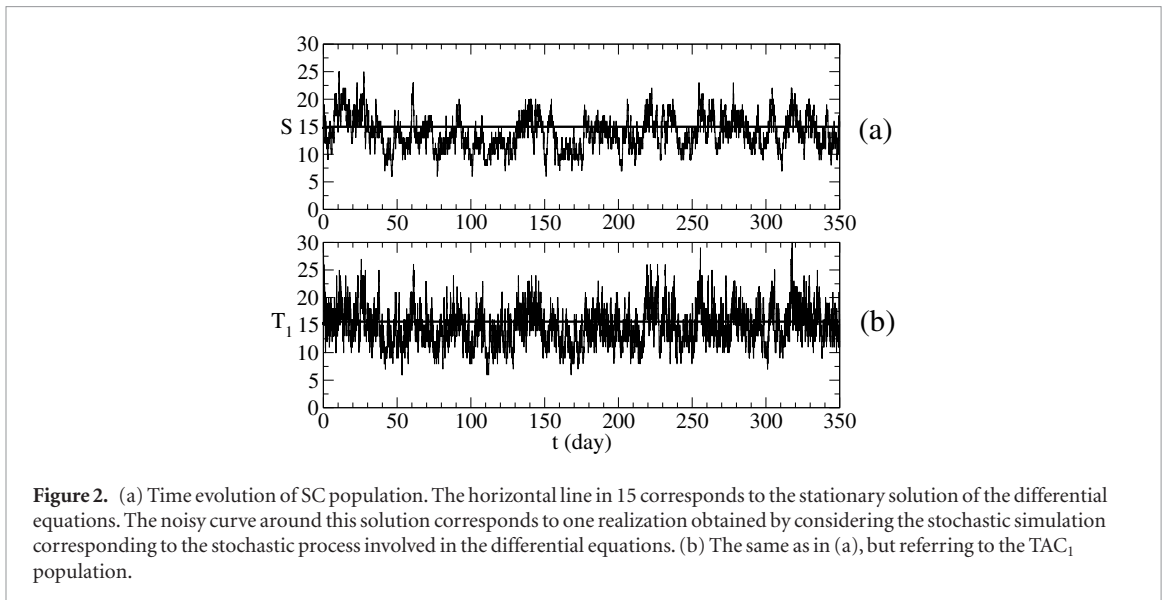 30
25
20
S 15
10
5
0
0 50 100 150 200 250 300 350
(a)
30
25
20
T1 15
10
5
0
0 50 100 150 200 250 300 350
t (day)
(b)
Figure 2. (a) Time evolution of SC population. The horizontal line in 15 corresponds to the stationary solution of the differential
equations. The noisy curve around this solution corresponds to one realization obtained by considering the stochastic simulation
corresponding to the stochastic process involved in the differential equations. (b) The same as in (a), but referring to the TAC1
population.